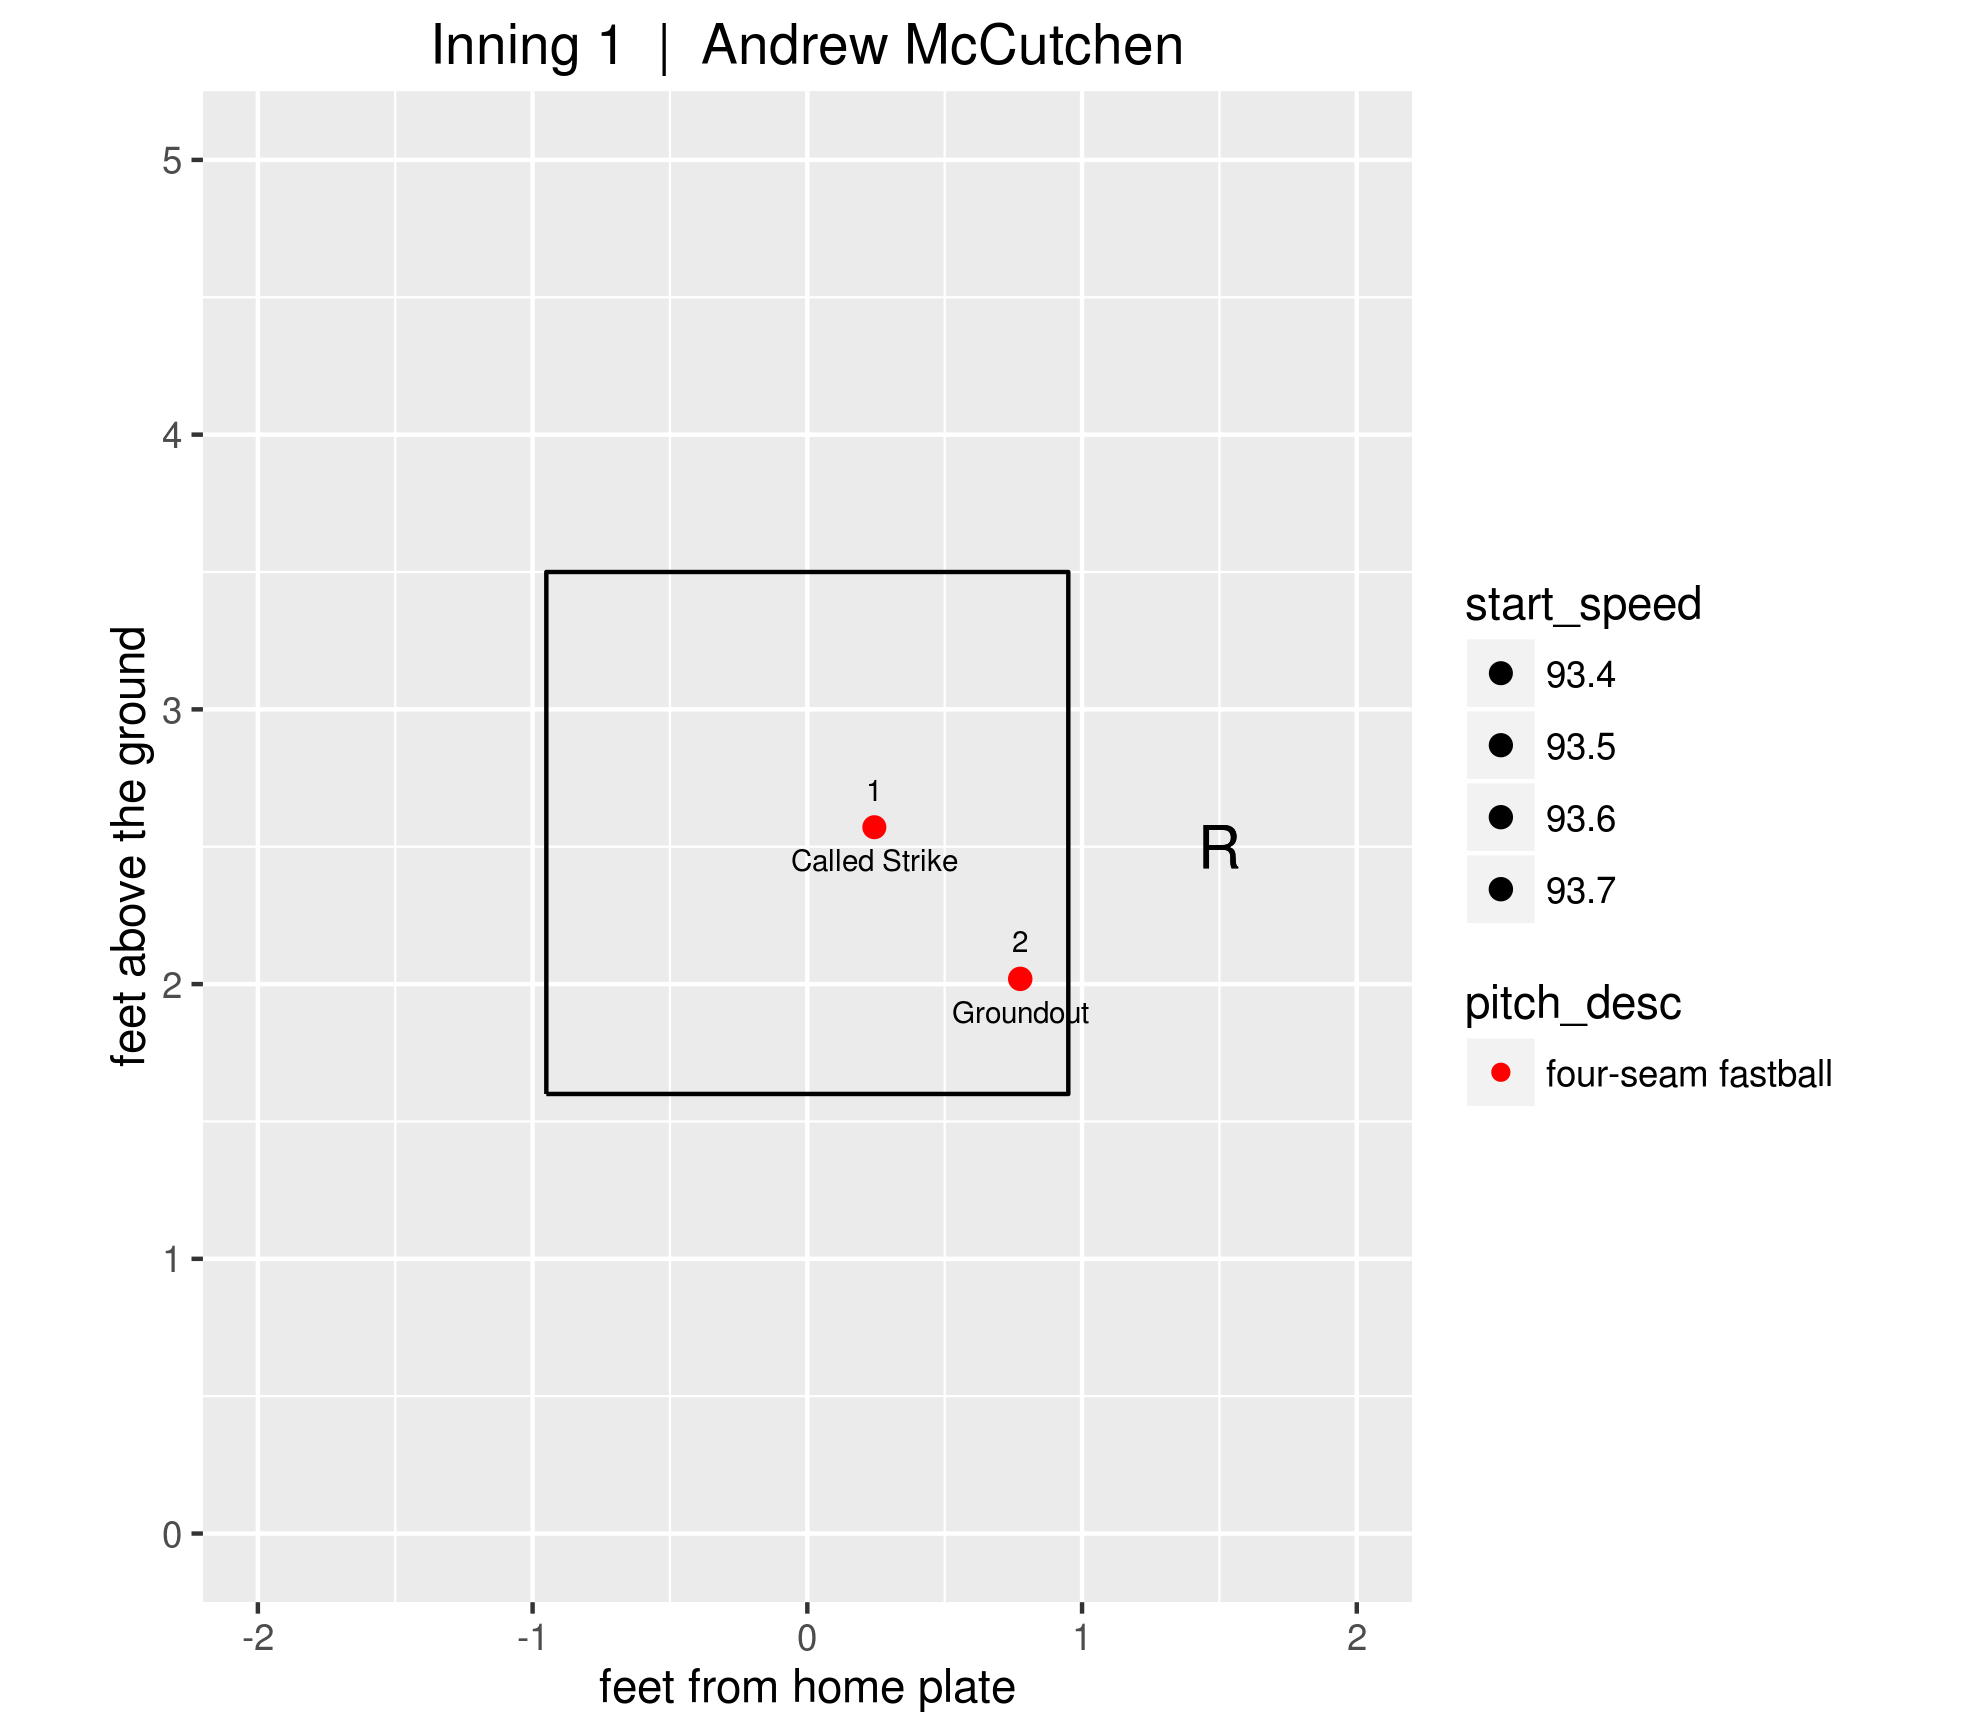 Inning 1 | Andrew McCutchen
5
4
3
2
1
0
feet above the ground
1
Called Strike
2
Groundout
R
-2 -1 0 1 2
feet from home plate
start_speed
93.4
93.5
93.6
93.7
pitch_desc
four-seam fastball